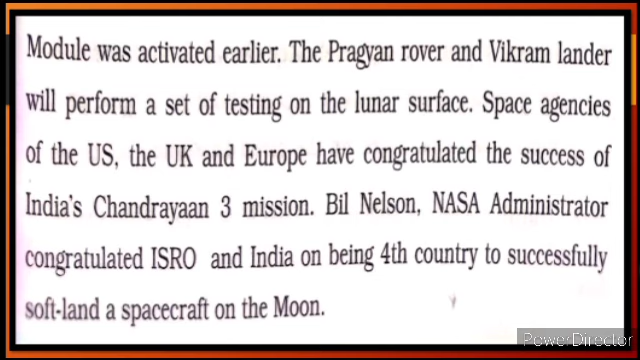 Module was activated earlier. The Pragyan rover and Vikram lander
will perform a set of testing on the lunar surface. Space agencies
of the US, the UK and Europe have congratulated the success of
India's Chandrayaan 3 mission. Bil Nelson, NASA Administrator
congratulated ISRO and India on being 4th country to successfully
soft-land a spacecraft on the Moon.
PowerDirector